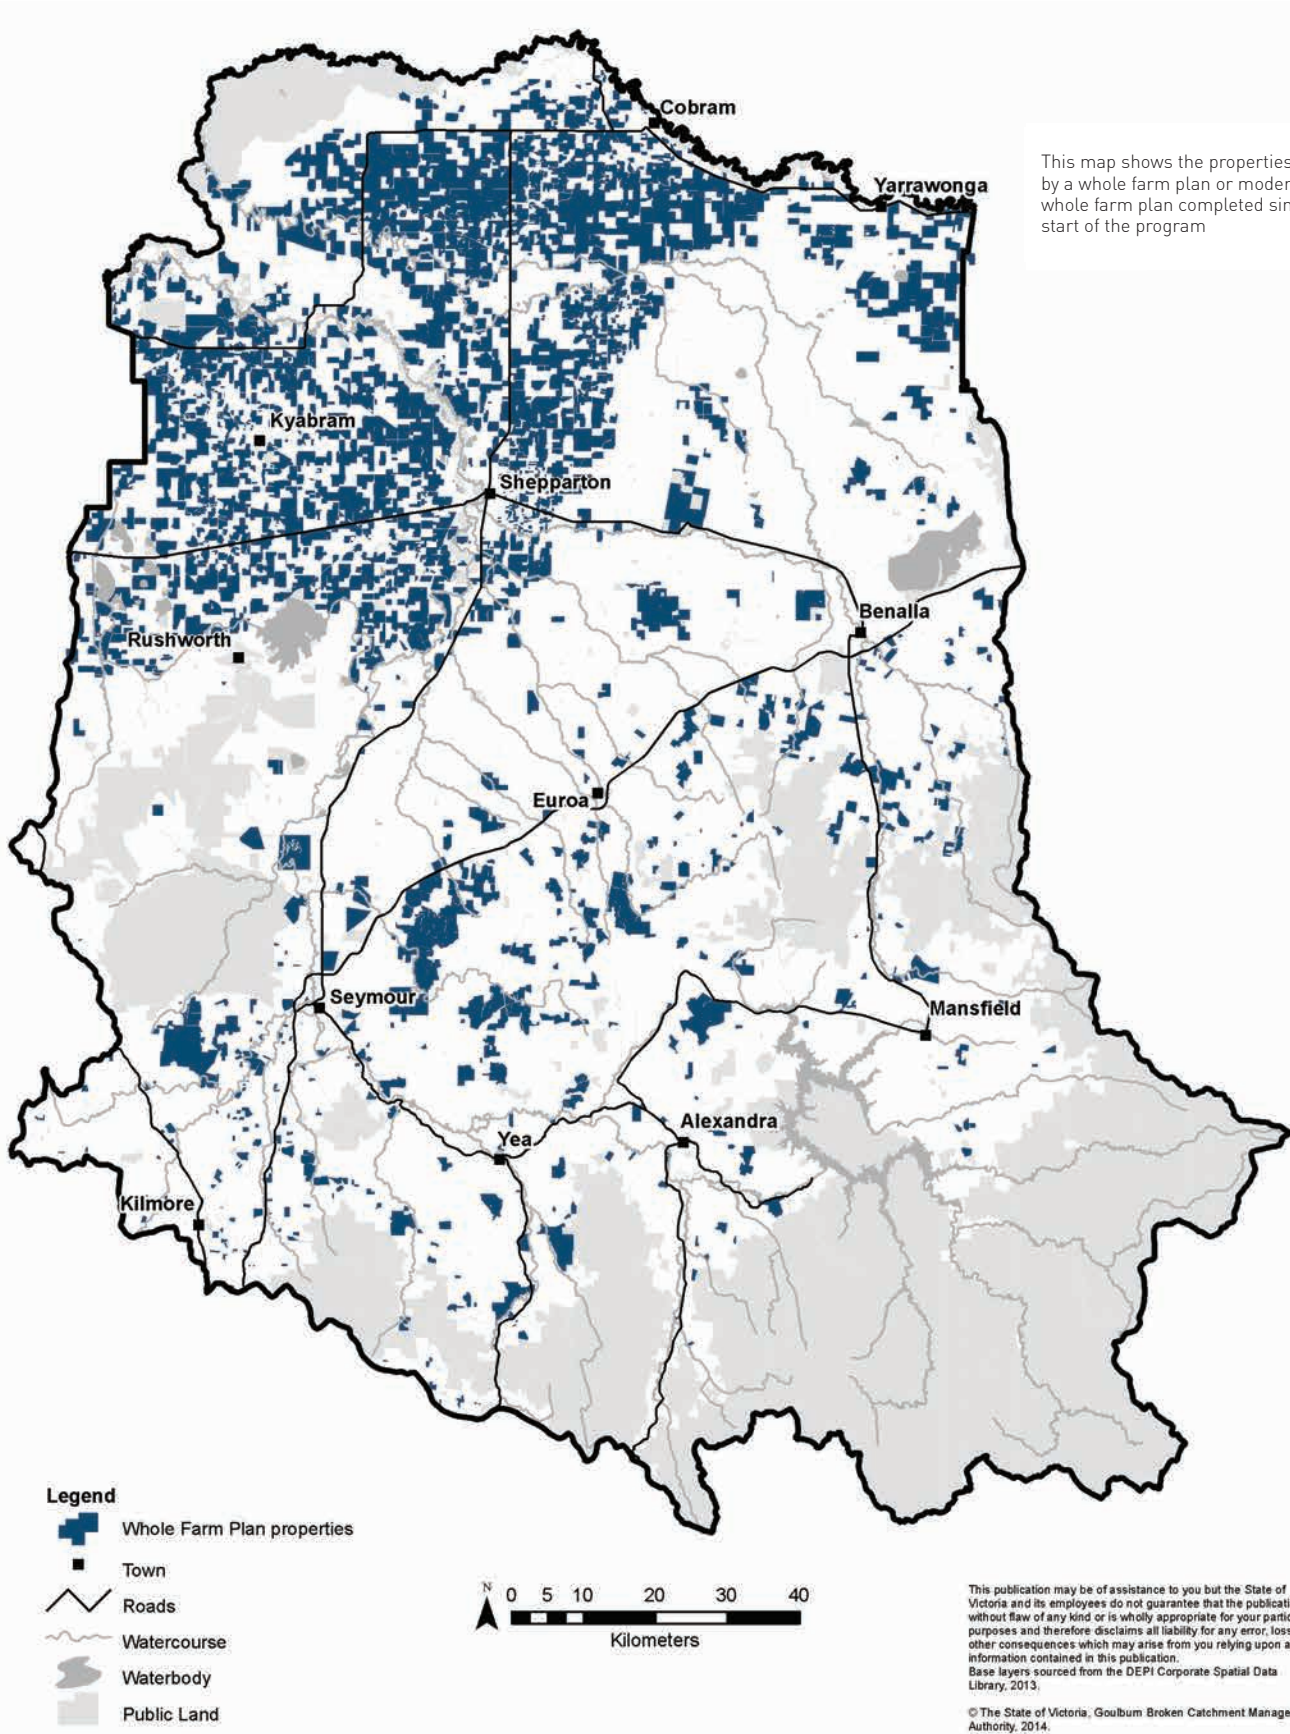 Cobram
This map shows the properties
by a whole farm plan or moder
whole farm plan completed sin
start of the program
Yarrawonga
Kyabram
Shepparton
Benalla
Rushworth
Euroa
Seymour
Mansfield
Alexandra
Yea
Kilmore
Legend
Whole Farm Plan properties
Town
Roads
Watercourse
Waterbody
Public Land
N
0 5 10 20 30 40
Kilometers
This publication may be of assistance to you but the State of
Victoria and its employees do not guarantee that the publicati
without flaw of any kind or is wholly appropriate for your partic
purposes and therefore disclaims all liability for any error, loss
other consequences which may arise from you relying upon a
information contained in this publication.
Base layers sourced from the DEPI Corporate Spatial Data
Library, 2013.
© The State of Victoria, Goulburn Broken Catchment Manage
Authority, 2014.